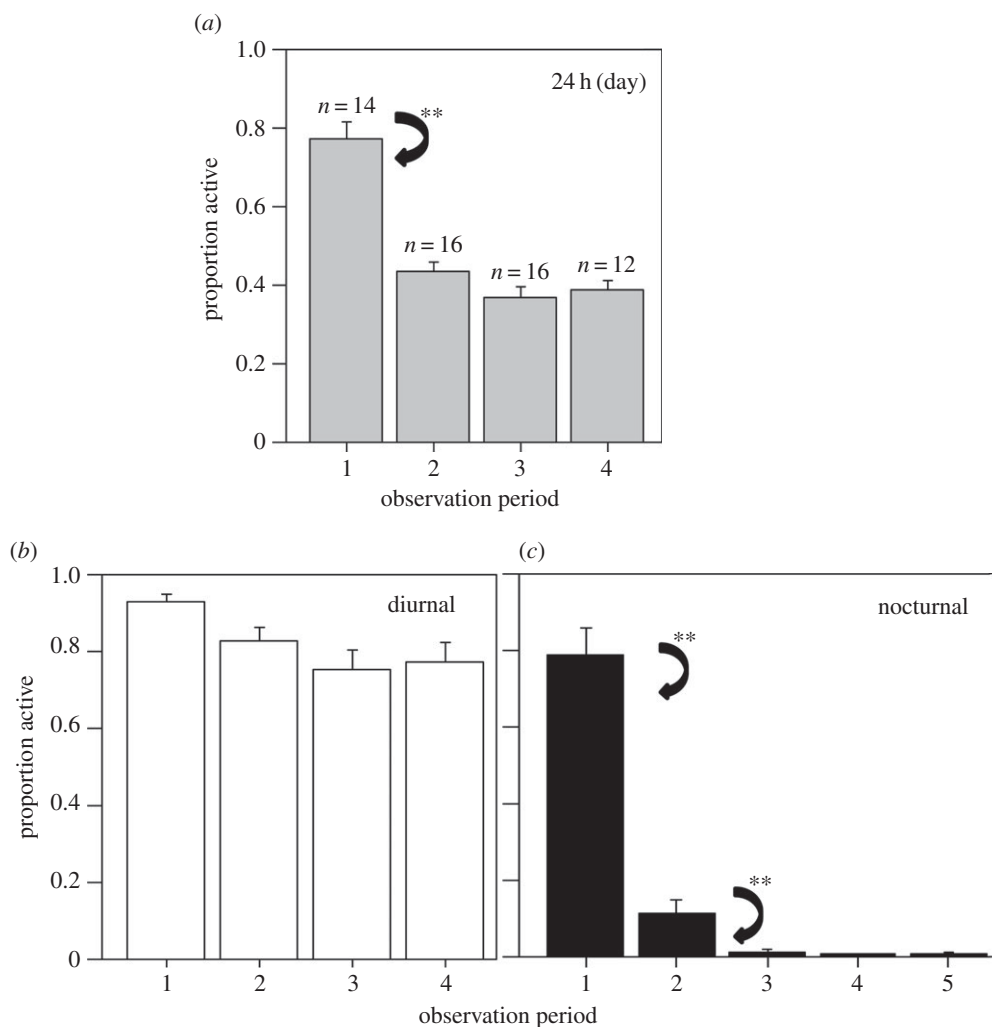 (a)
1.0
24 h (day)
n = 14
**
0.8
0.6
n = 16
n = 16
n = 12
0.4
0.2
0
proportion active
1 2 3 4
observation period
(b)
1.0
diurnal
0.8
0.6
0.4
0.2
0
proportion active
1 2 3 4
(c)
nocturnal
**
**
1 2 3 4 5
observation period